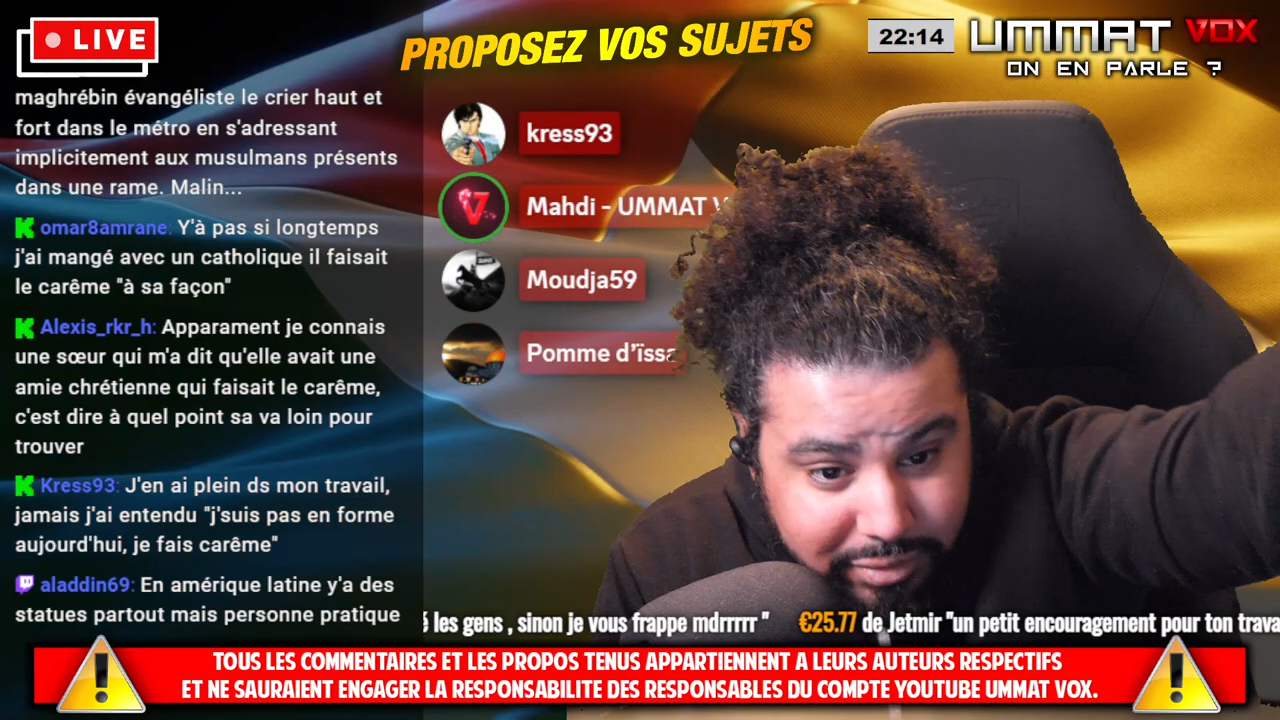 LIVE
PROPOSEZ VOS SUJETS
22:14
UMMAT VOX
ON EN PARLE ?
maghrébin évangéliste le crier haut et
fort dans le métro en s'adressant
implicitement aux musulmans présents
dans une rame. Malin...
omar8amrane: Y'à pas si longtemps
j'ai mangé avec un catholique il faisait
le carême "à sa façon"
Alexis_rkr_h: Apparament je connais
une sœur qui m'a dit qu'elle avait une
amie chrétienne qui faisait le carême,
c'est dire à quel point sa va loin pour
trouver
Kress93: J'en ai plein ds mon travail,
jamais j'ai entendu "j'suis pas en forme
aujourd'hui, je fais carême"
aladdin69: En amérique latine y'a des
statues partout mais personne pratique
kress93
Mahdi - UMMAT V
Moudja59
Pomme d'ïssa
é les gens , sinon je vous frappe mdrrrrr " €25.77 de Jetmir "un petit encouragement pour ton trava
TOUS LES COMMENTAIRES ET LES PROPOS TENUS APPARTIENNENT A LEURS AUTEURS RESPECTIFS
ET NE SAURAIENT ENGAGER LA RESPONSABILITE DES RESPONSABLES DU COMPTE YOUTUBE UMMAT VOX.